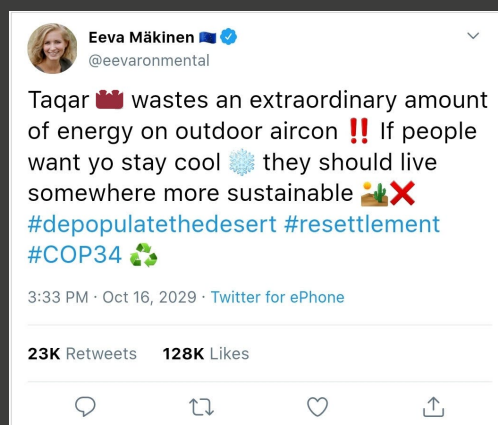 Eeva Mäkinen
@eevaronmental
Taqar wastes an extraordinary amount
of energy on outdoor aircon ‼️ If people
want yo stay cool ❄️ they should live
somewhere more sustainable 🏜️❌
#depopulatethedesert #resettlement
#COP34 ♻️
3:33 PM · Oct 16, 2029 · Twitter for ePhone
23K Retweets 128K Likes